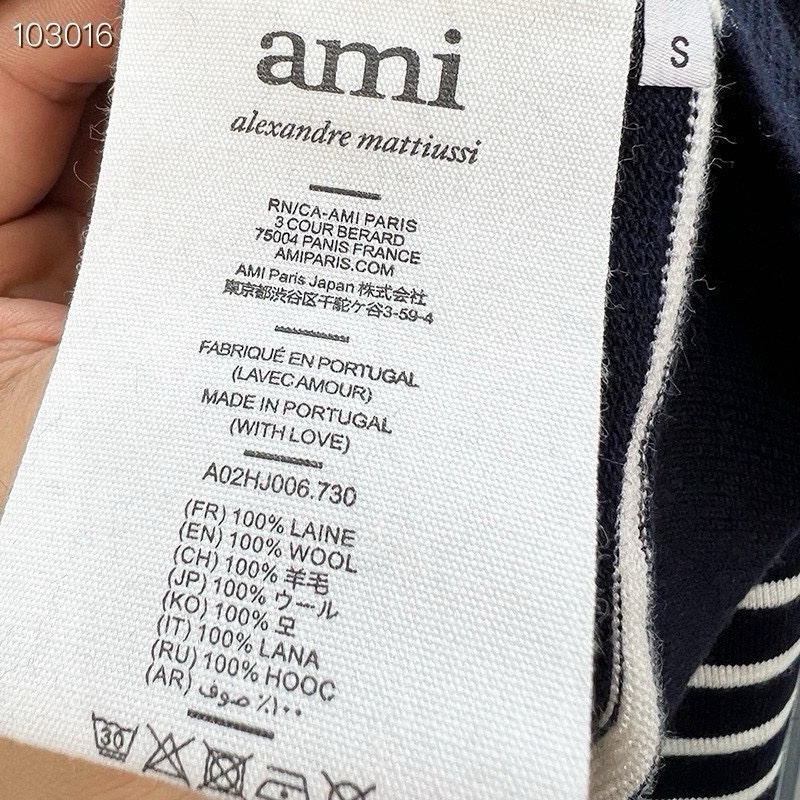 103016
S
ami
alexandre mattiussi
RN/CA-AMI PARIS
3 COUR BERARD
75004 PANIS FRANCE
AMIPARIS.COM
AMI Paris Japan 株式会社
東京都渋谷区千駝ケ谷3-59-4
FABRIQUÉ EN PORTUGAL
(LAVEC AMOUR)
MADE IN PORTUGAL
(WITH LOVE)
A02HJ006.730
(FR) 100% LAINE
(EN) 100% WOOL
(CH) 100% 羊毛
(JP) 100% ウール
(KO) 100% 모
(IT) 100% LANA
(RU) 100% HOOC
(AR) ١٠٠٪ صوف
30